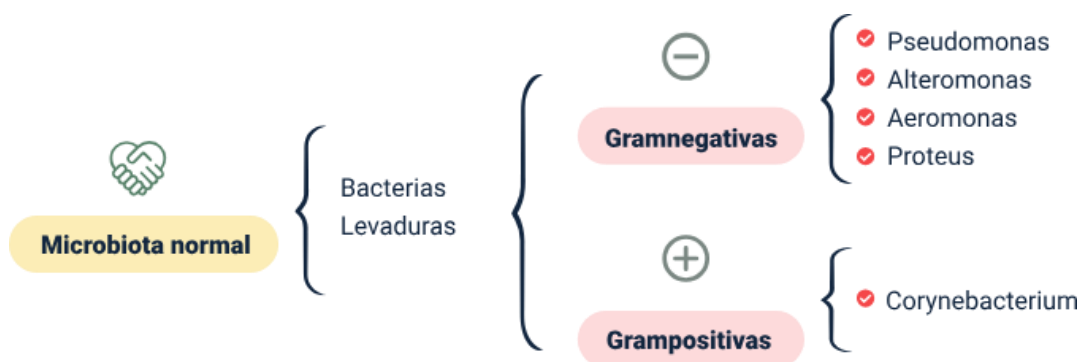 Microbiota normal
Bacterias
Levaduras
Gramnegativas
Pseudomonas
Alteromonas
Aeromonas
Proteus
Grampositivas
Corynebacterium